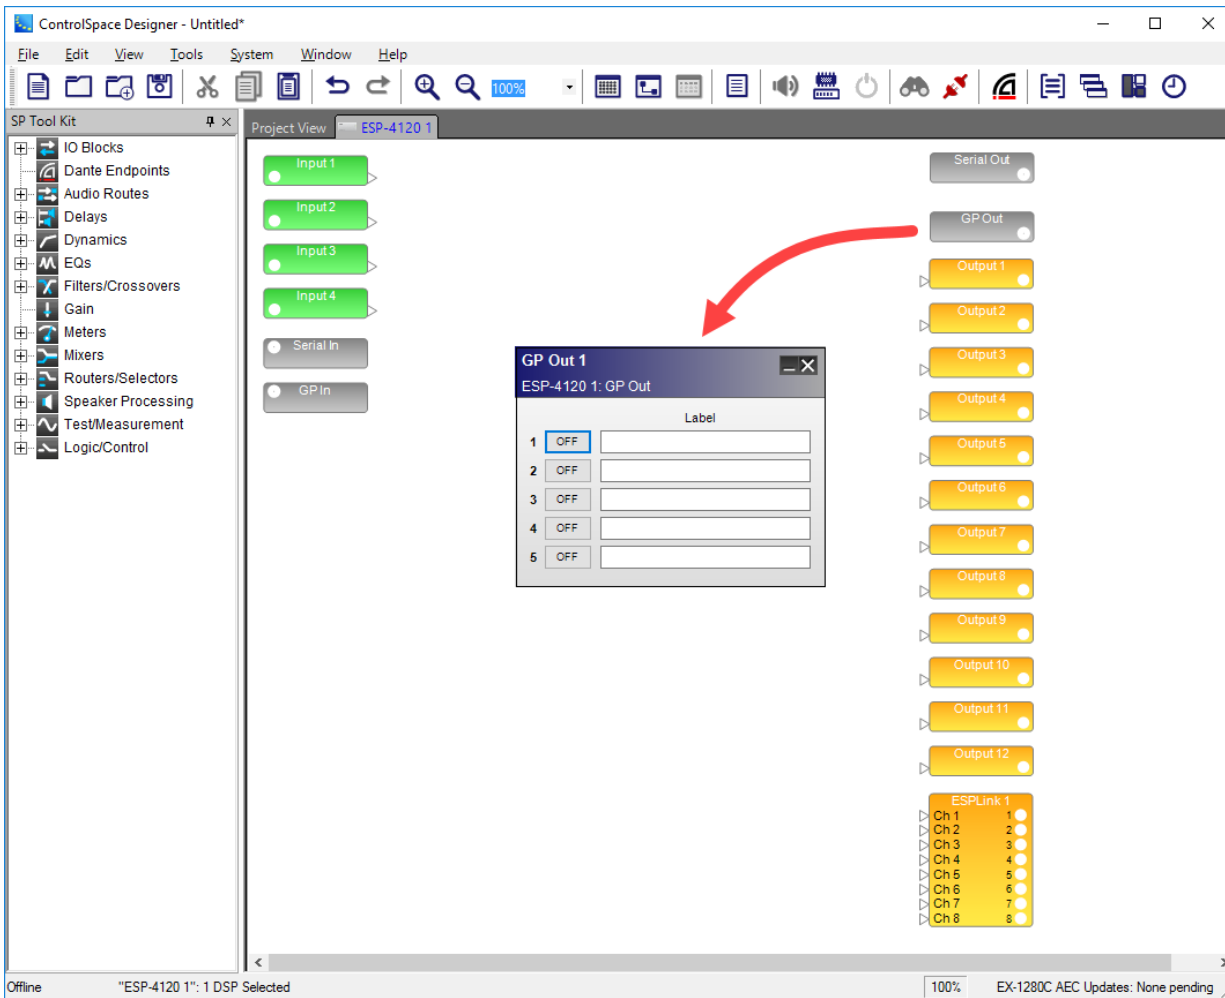 ControlSpace Designer - Untitled*
File Edit View Tools System Window Help
100%
SP Tool Kit
Project View ESP-4120 1
IO Blocks
Dante Endpoints
Audio Routes
Delays
Dynamics
EQs
Filters/Crossovers
Gain
Meters
Mixers
Routers/Selectors
Speaker Processing
Test/Measurement
Logic/Control
Input 1
Input 2
Input 3
Input 4
Serial In
GP In
GP Out 1
ESP-4120 1: GP Out
Label
1 OFF
2 OFF
3 OFF
4 OFF
5 OFF
Serial Out
GP Out
Output 1
Output 2
Output 3
Output 4
Output 5
Output 6
Output 7
Output 8
Output 9
Output 10
Output 11
Output 12
ESPLink 1
Ch 1 1
Ch 2 2
Ch 3 3
Ch 4 4
Ch 5 5
Ch 6 6
Ch 7 7
Ch 8 8
Offline "ESP-4120 1": 1 DSP Selected 100% EX-1280C AEC Updates: None pending